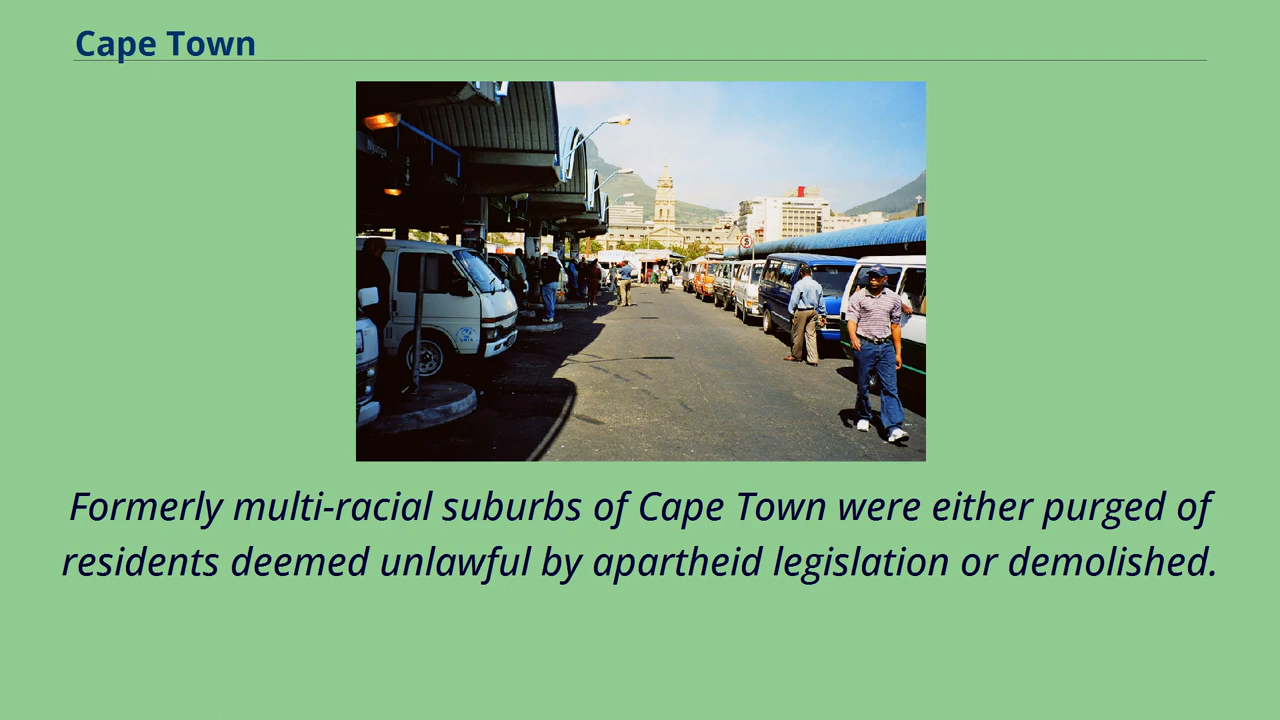 Cape Town
Nyanga
Formerly multi-racial suburbs of Cape Town were either purged of
residents deemed unlawful by apartheid legislation or demolished.